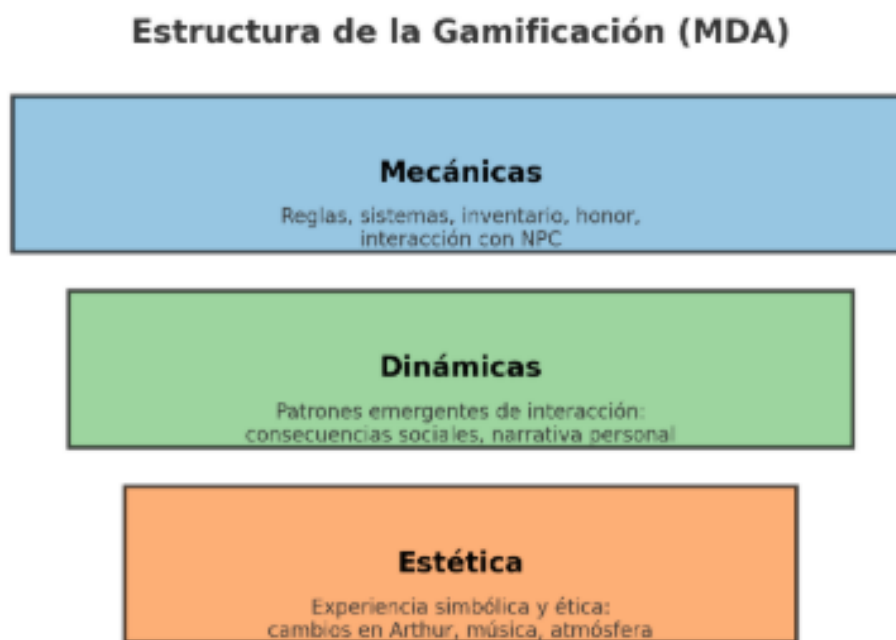 Estructura de la Gamificación (MDA)
Mecánicas
Reglas, sistemas, inventario, honor,
interacción con NPC
Dinámicas
Patrones emergentes de interacción:
consecuencias sociales, narrativa personal
Estética
Experiencia simbólica y ética:
cambios en Arthur, música, atmósfera